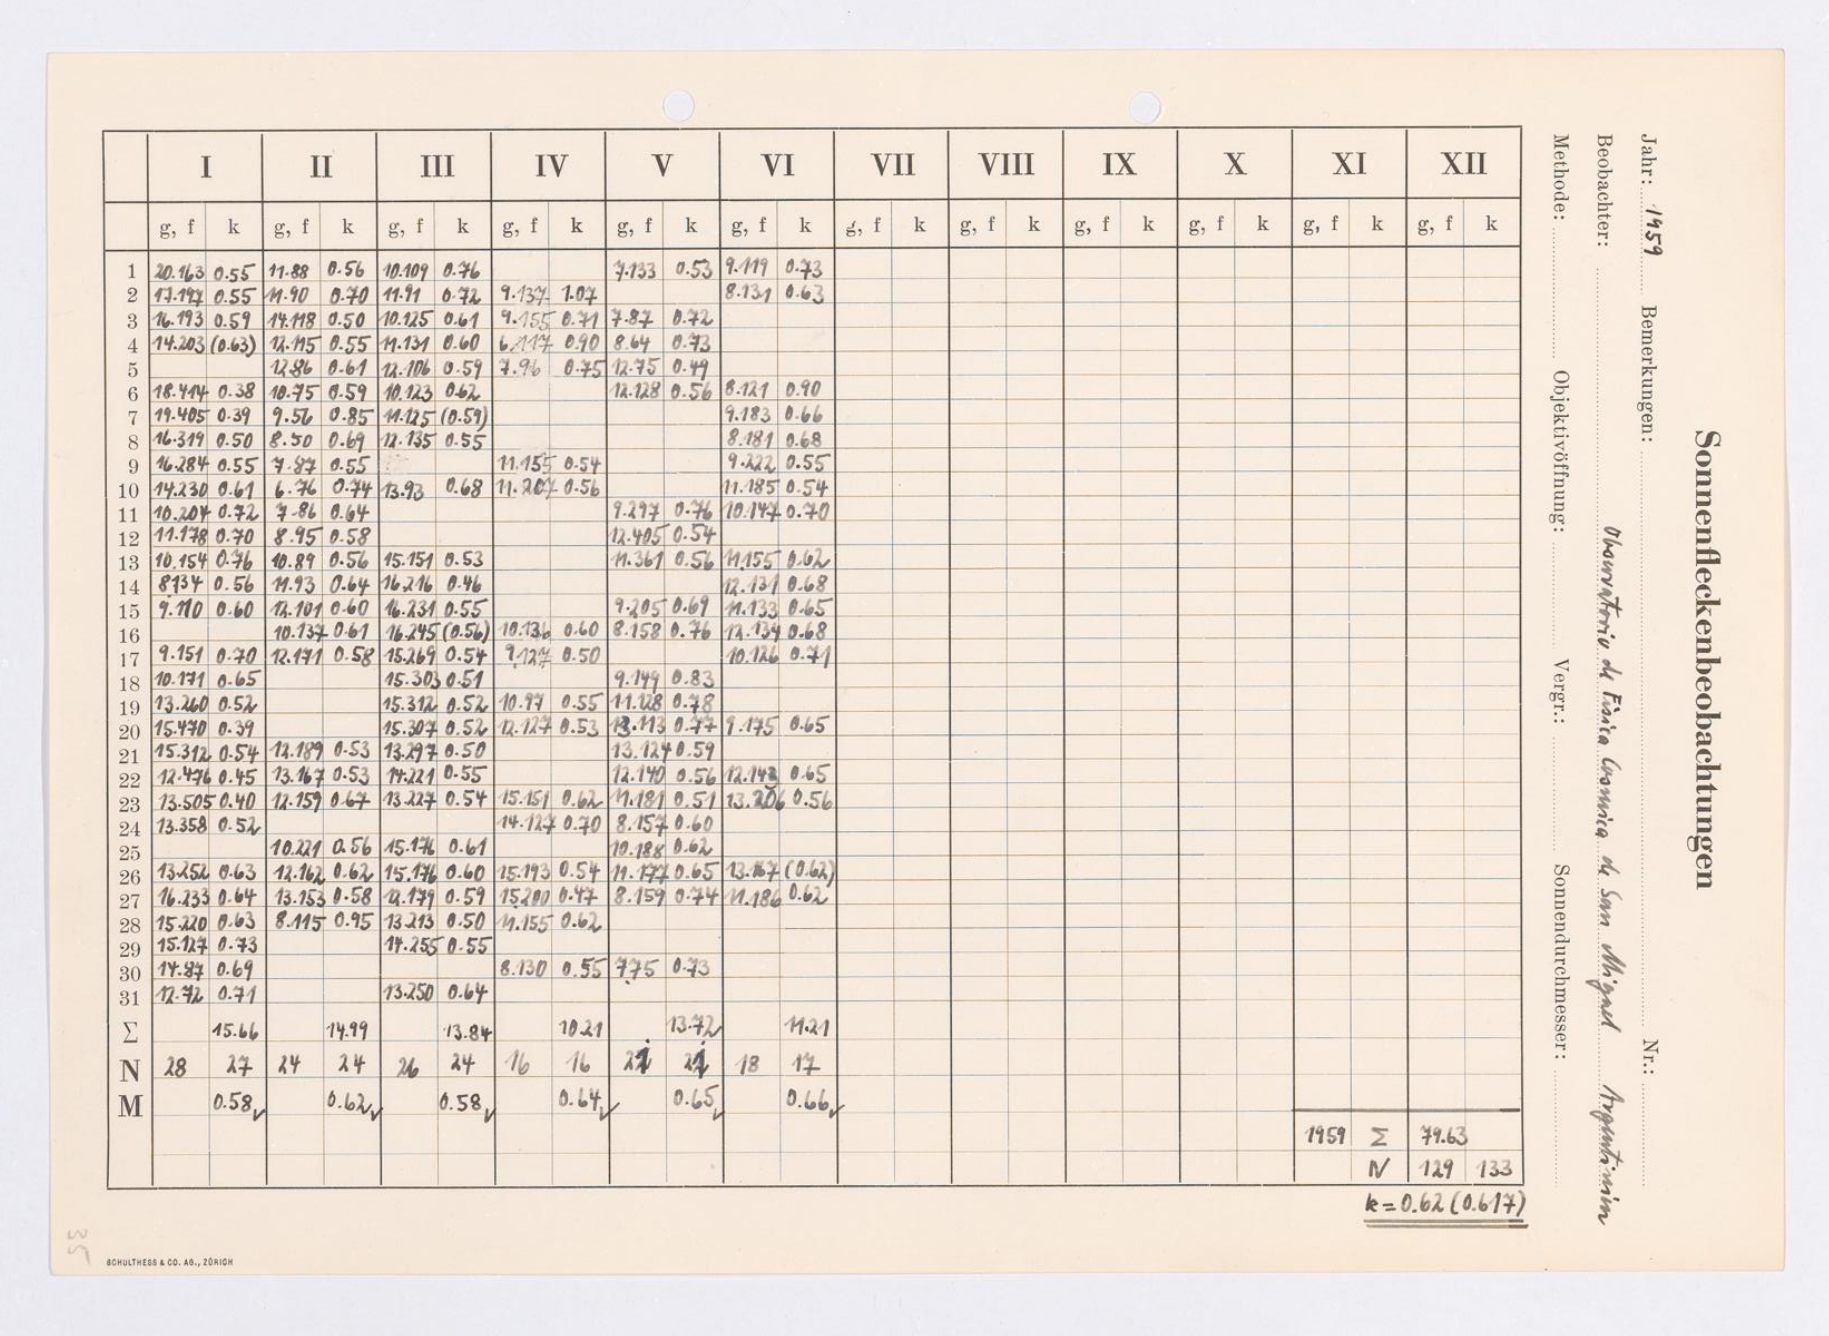 Sonnenfleckenbeobachtungen
Jahr: 1959 Bemerkungen: Nr.:
Beobachter: Observatorio de Física Cosmica de San Miguel Argentinien
Methode: Objektivöffnung: Vergr.: Sonnendurchmesser:
I II III IV V VI VII VIII IX X XI XII
g, f k g, f k g, f k g, f k g, f k g, f k g, f k g, f k g, f k g, f k g, f k g, f k
1 20.163 0.55 11.88 0.56 10.109 0.76 7.133 0.53 9.119 0.73
2 17.197 0.55 11.90 0.70 11.91 0.72 9.137 1.07 8.131 0.63
3 16.193 0.59 14.118 0.50 10.125 0.61 9.155 0.71 7.87 0.72
4 14.203 (0.63) 12.115 0.55 11.131 0.60 6.117 0.90 8.64 0.73
5 12.86 0.61 12.106 0.59 7.96 0.75 12.75 0.49
6 18.414 0.38 10.75 0.59 10.123 0.62 12.128 0.56 8.121 0.90
7 19.405 0.39 9.56 0.85 11.125 (0.59) 9.183 0.66
8 16.319 0.50 8.50 0.69 12.135 0.55 8.181 0.68
9 16.284 0.55 7.87 0.55 11.155 0.54 9.222 0.55
10 14.230 0.61 6.76 0.74 13.93 0.68 11.207 0.56 11.185 0.54
11 10.204 0.72 7.86 0.64 9.297 0.76 10.147 0.70
12 11.178 0.70 8.95 0.58 12.405 0.54
13 10.154 0.76 10.89 0.56 15.151 0.53 11.361 0.56 11.155 0.62
14 8.134 0.56 11.93 0.64 16.216 0.46 12.131 0.68
15 9.110 0.60 12.101 0.60 16.231 0.55 9.205 0.69 11.133 0.65
16 10.137 0.61 16.245 (0.56) 10.136 0.60 8.158 0.76 12.134 0.68
17 9.151 0.70 12.171 0.58 15.269 0.54 9.127 0.50 10.126 0.71
18 10.171 0.65 15.303 0.51 9.149 0.83
19 13.260 0.52 15.312 0.52 10.97 0.55 11.128 0.78
20 15.470 0.39 15.307 0.52 12.127 0.53 13.113 0.77 9.175 0.65
21 15.312 0.54 12.189 0.53 13.297 0.50 13.124 0.59
22 12.476 0.45 13.167 0.53 14.221 0.55 12.140 0.56 12.142 0.65
23 13.505 0.40 12.159 0.67 13.227 0.54 15.151 0.62 11.181 0.51 13.206 0.56
24 13.358 0.52 14.127 0.70 8.157 0.60
25 10.221 0.56 15.176 0.61 10.188 0.62
26 13.252 0.63 12.162 0.62 15.176 0.60 15.193 0.54 11.177 0.65 13.167 (0.62)
27 16.233 0.64 13.153 0.58 12.179 0.59 15.200 0.47 8.159 0.74 11.186 0.62
28 15.220 0.63 8.115 0.95 13.213 0.50 11.155 0.62
29 15.127 0.73 14.255 0.55
30 14.87 0.69 8.130 0.55 7.75 0.73
31 12.72 0.71 13.250 0.64
Σ 15.66 14.99 13.84 10.21 13.72 11.21
N 28 27 24 24 26 24 16 16 21 21 18 17
M 0.58✓ 0.62✓ 0.58✓ 0.64✓ 0.65✓ 0.66✓
1959 Σ 79.63
N 129 133
k = 0.62 (0.617)
35
SCHULTHESS & CO. AG., ZÜRICH